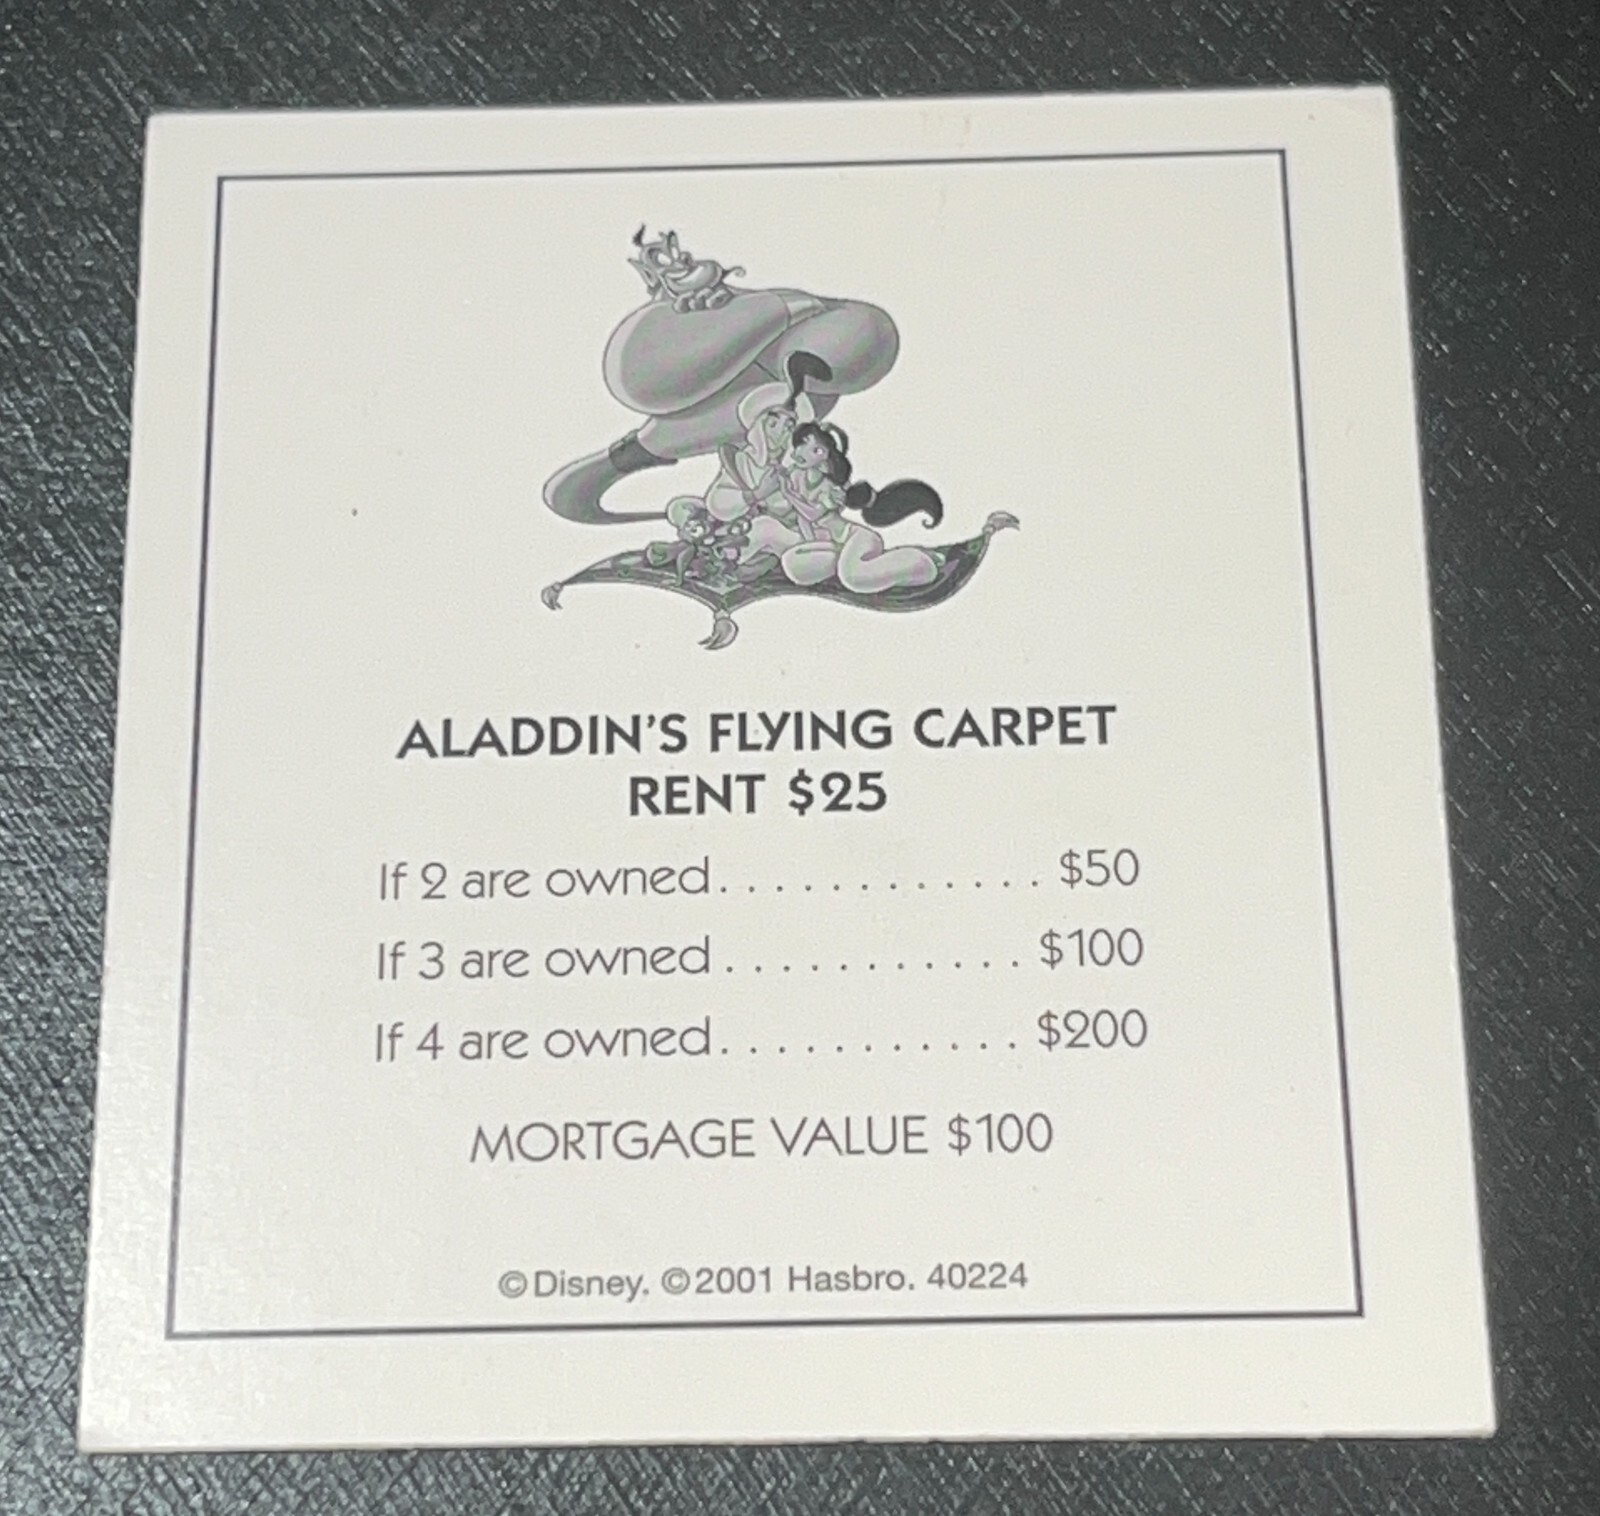 ALADDIN'S FLYING CARPET
RENT $25
If 2 are owned. . . . . . . . . . . . $50
If 3 are owned . . . . . . . . . . . $100
If 4 are owned. . . . . . . . . . . $200
MORTGAGE VALUE $100
©Disney. ©2001 Hasbro. 40224